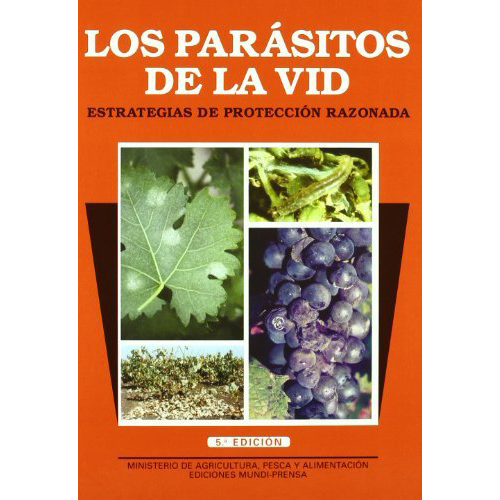 LOS PARÁSITOS
DE LA VID
ESTRATEGIAS DE PROTECCIÓN RAZONADA
5.ª EDICIÓN
MINISTERIO DE AGRICULTURA, PESCA Y ALIMENTACIÓN
EDICIONES MUNDI-PRENSA